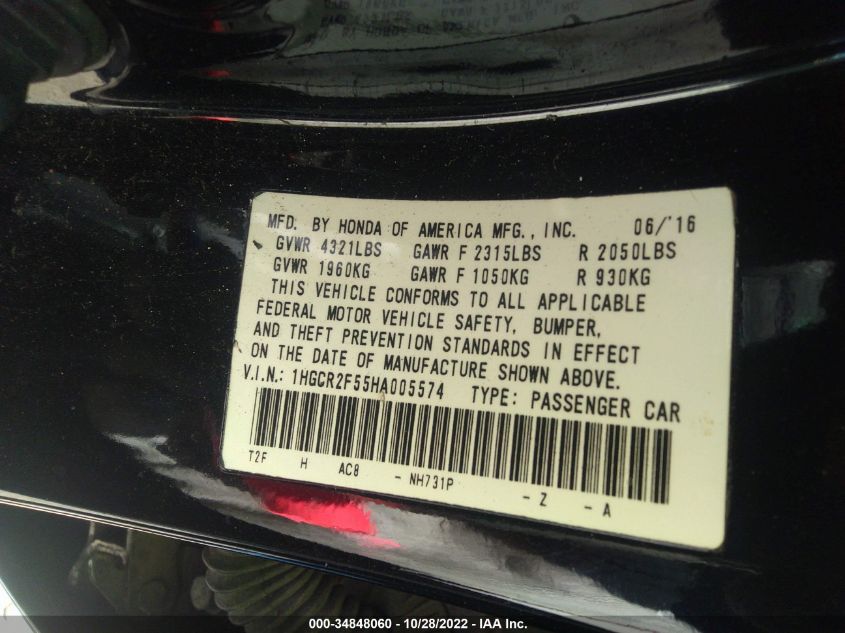 MFD. BY HONDA OF AMERICA MFG., INC. 06/'16
GVWR 4321LBS GAWR F 2315LBS R 2050LBS
GVWR 1960KG GAWR F 1050KG R 930KG
THIS VEHICLE CONFORMS TO ALL APPLICABLE
FEDERAL MOTOR VEHICLE SAFETY, BUMPER,
AND THEFT PREVENTION STANDARDS IN EFFECT
ON THE DATE OF MANUFACTURE SHOWN ABOVE.
V.I.N.: 1HGCR2F55HA005574 TYPE: PASSENGER CAR
T2F H AC8 - NH731P - Z - A
000-34848060 / 10/28/2022 - IAA Inc.